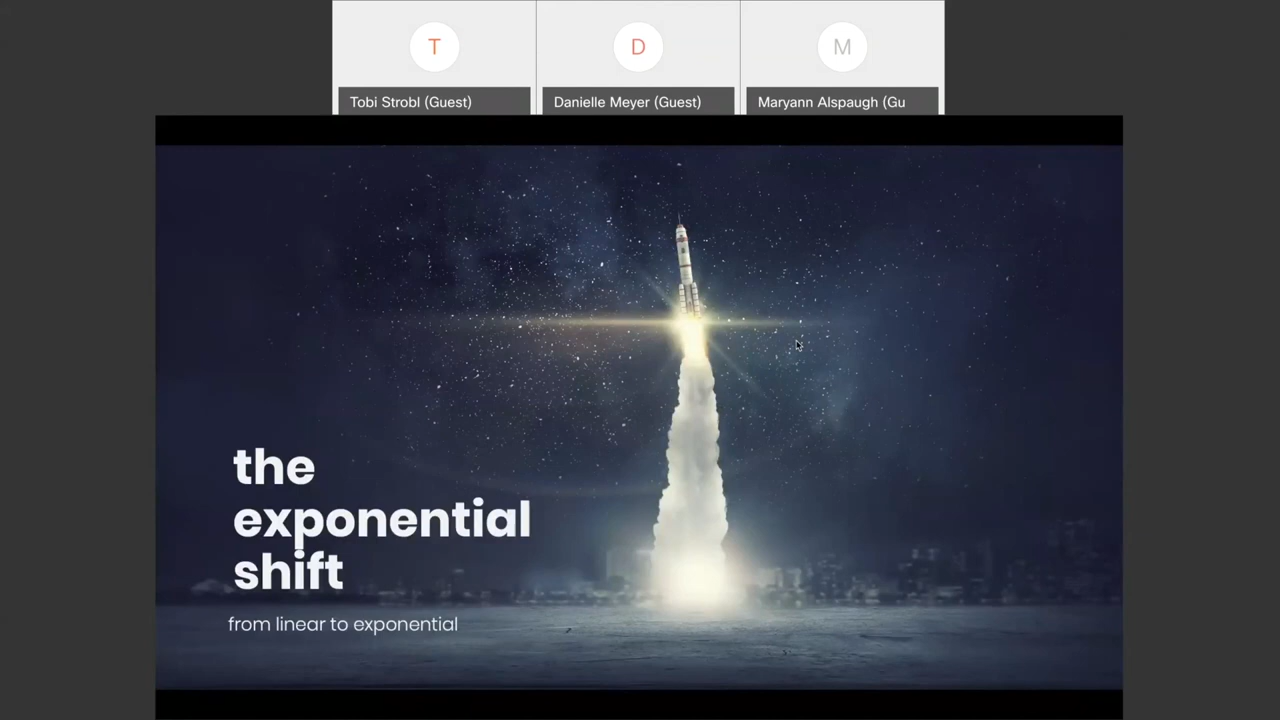 T
D
M
Tobi Strobl (Guest)
Danielle Meyer (Guest)
Maryann Alspaugh (Gu
the
exponential
shift
from linear to exponential